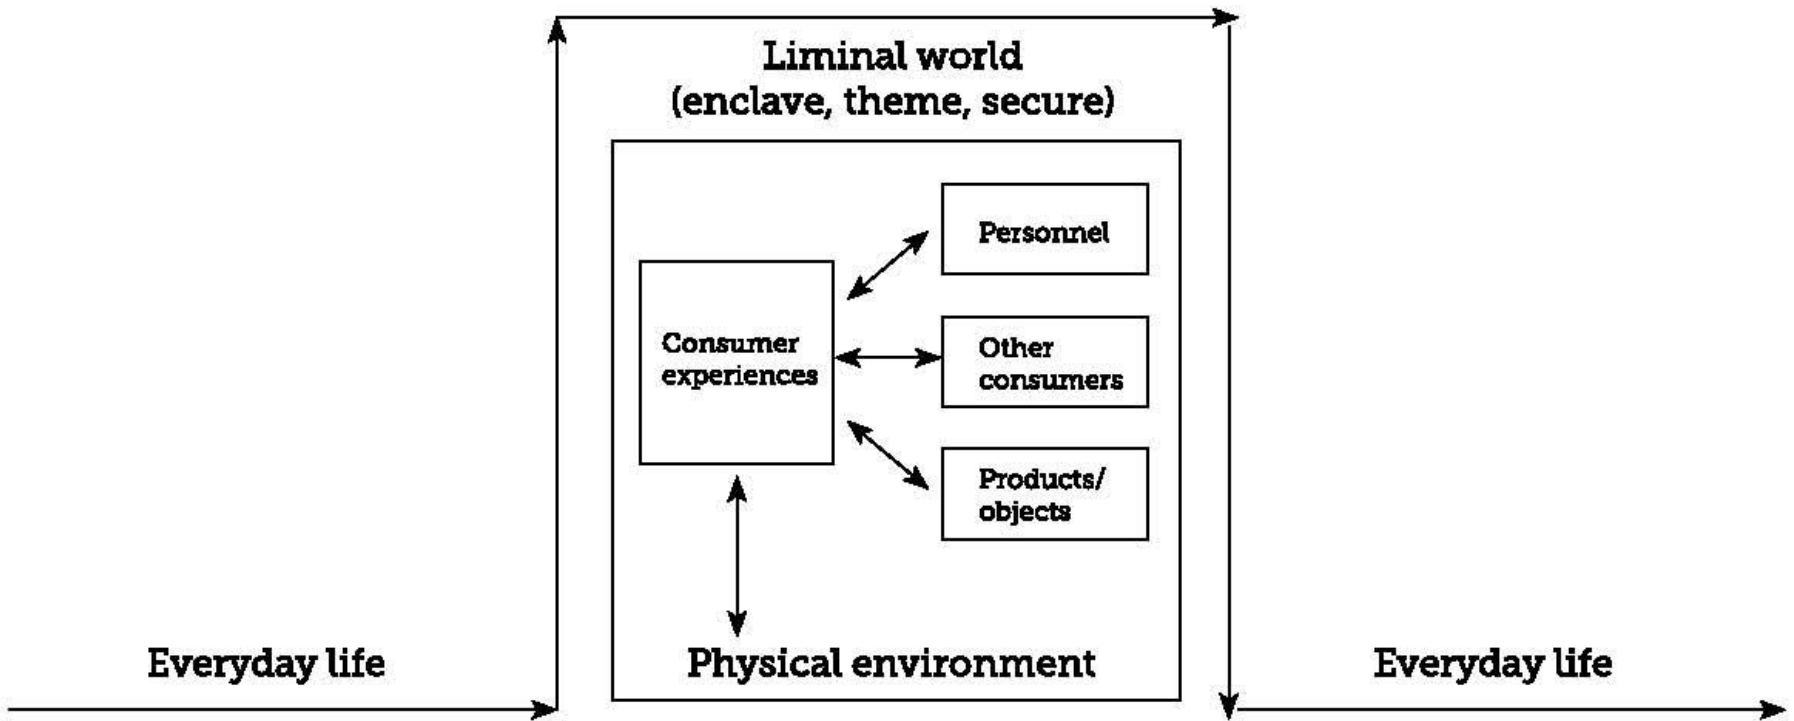 Liminal world
(enclave, theme, secure)
Personnel
Consumer
experiences
Other
consumers
Products/
objects
Everyday life
Physical environment
Everyday life